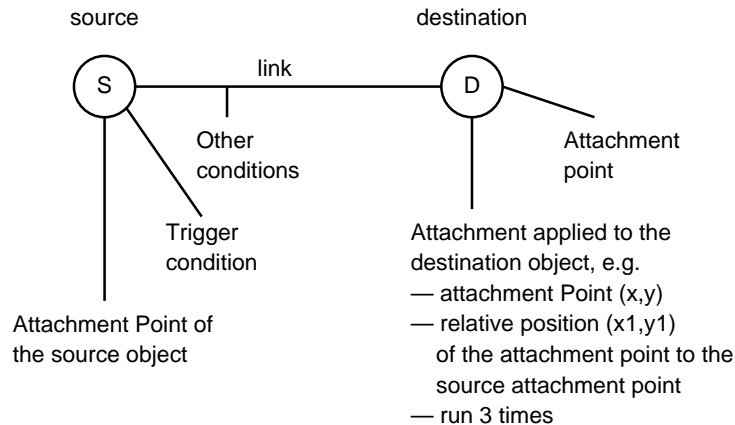 source
destination
S
link
D
Other
conditions
Attachment
point
Trigger
condition
Attachment Point of
the source object
Attachment applied to the
destination object, e.g.
— attachment Point (x,y)
— relative position (x1,y1)
of the attachment point to the
source attachment point
— run 3 times